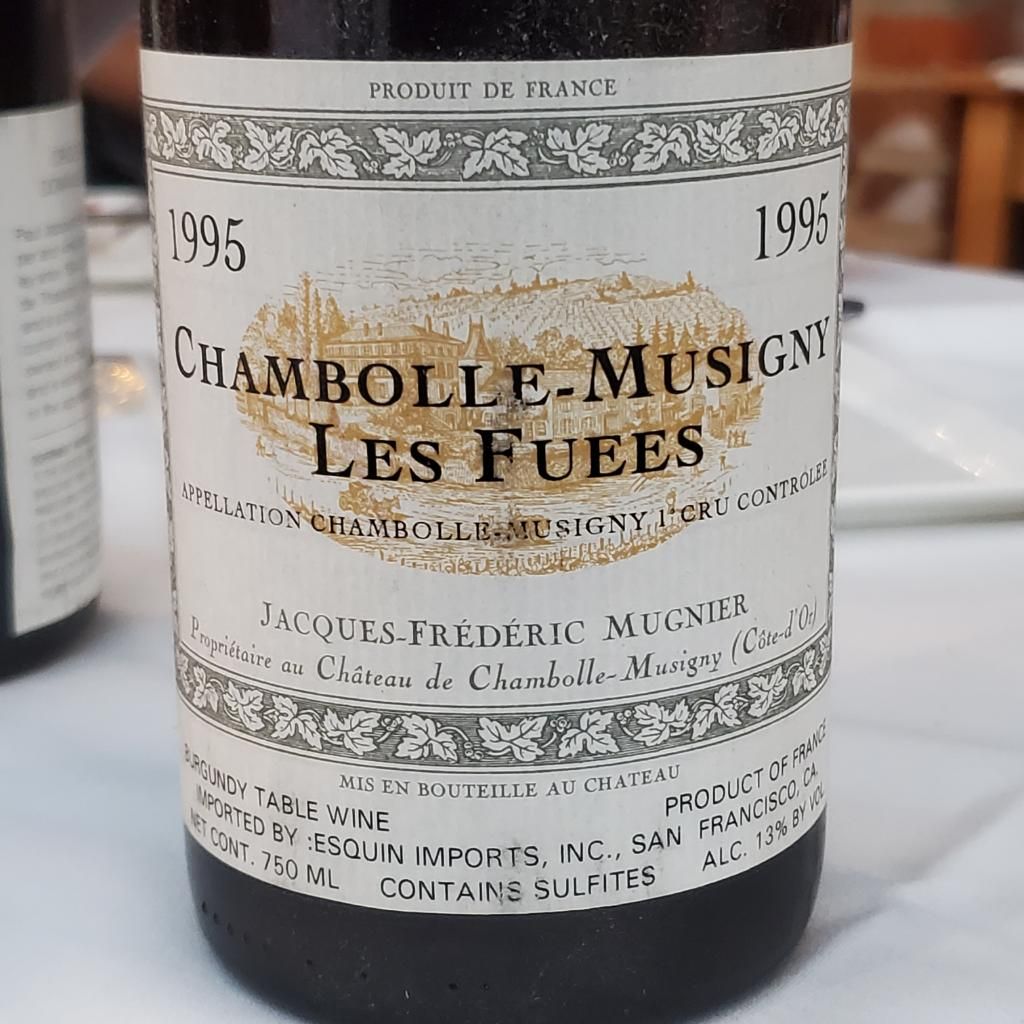 PRODUIT DE FRANCE
1995 1995
CHAMBOLLE-MUSIGNY
LES FUEES
APPELLATION CHAMBOLLE-MUSIGNY 1er CRU CONTROLEE
JACQUES-FRÉDÉRIC MUGNIER
Propriétaire au Château de Chambolle-Musigny (Côte-d'Or)
MIS EN BOUTEILLE AU CHATEAU
BURGUNDY TABLE WINE PRODUCT OF FRANCE
IMPORTED BY :ESQUIN IMPORTS, INC., SAN FRANCISCO, CA.
NET CONT. 750 ML CONTAINS SULFITES ALC. 13% BY VOL.